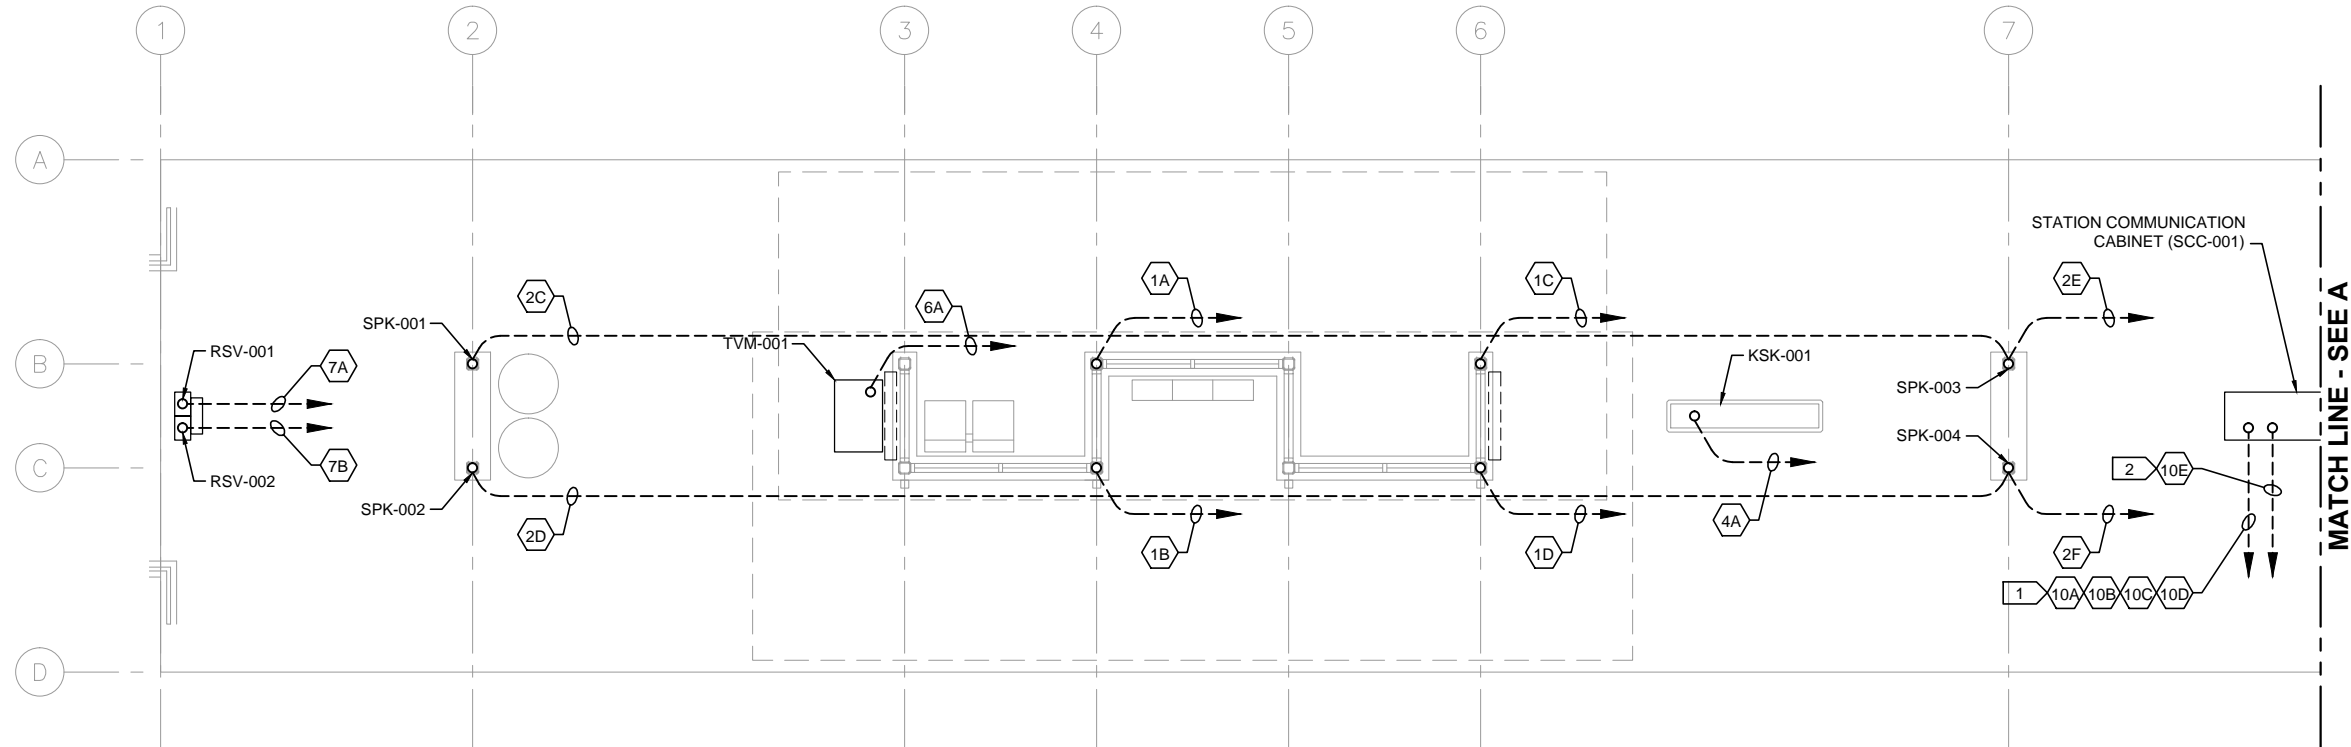 1
2
3
4
5
6
7
A
B
C
D
STATION COMMUNICATION
CABINET (SCC-001)
2C
6A
1A
1C
2E
SPK-001
TVM-001
RSV-001
7A
KSK-001
SPK-003
7B
RSV-002
SPK-002
SPK-004
2 10E
2D
1B
1D
4A
2F
1 10A 10B 10C 10D
MATCH LINE - SEE A